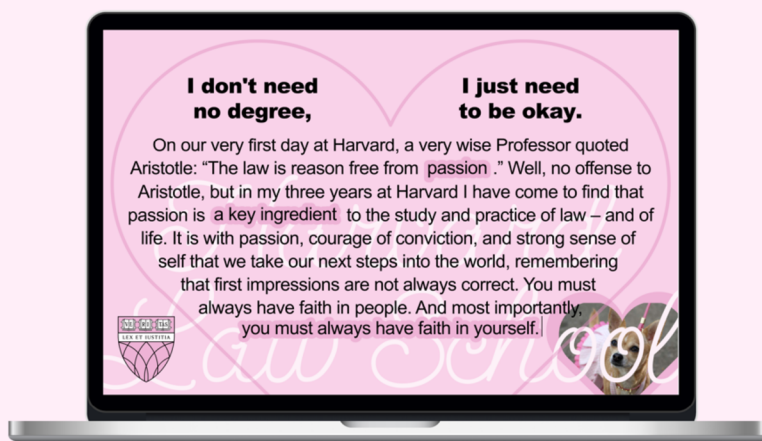 I don't need
no degree,
I just need
to be okay.
On our very first day at Harvard, a very wise Professor quoted
Aristotle: “The law is reason free from passion .” Well, no offense to
Aristotle, but in my three years at Harvard I have come to find that
passion is a key ingredient to the study and practice of law – and of
life. It is with passion, courage of conviction, and strong sense of
self that we take our next steps into the world, remembering
that first impressions are not always correct. You must
always have faith in people. And most importantly,
you must always have faith in yourself.
Harvard
Law School
VE RI TAS
LEX ET IUSTITIA